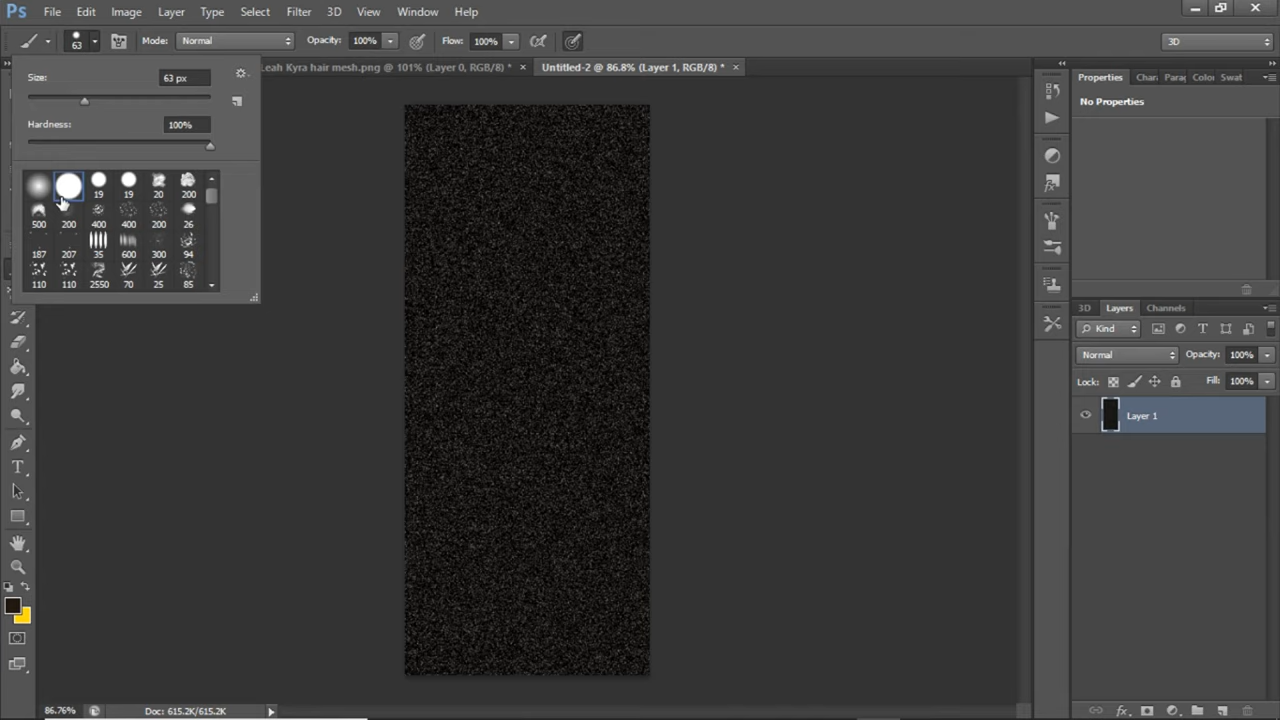 Ps File Edit Image Layer Type Select Filter 3D View Window Help
63 Mode: Normal Opacity: 100% Flow: 100% 3D
Leah Kyra hair mesh.png @ 101% (Layer 0, RGB/8) * × Untitled-2 @ 86.8% (Layer 1, RGB/8) * ×
Size: 63 px
Hardness: 100%
19 19 20 200
500 200 400 400 200 26
187 207 35 600 300 94
110 110 2550 70 25 85
Properties Chara Parag Color Swat
No Properties
3D Layers Channels
Kind
Normal Opacity: 100%
Lock: Fill: 100%
Layer 1
86.76% Doc: 615.2K/615.2K